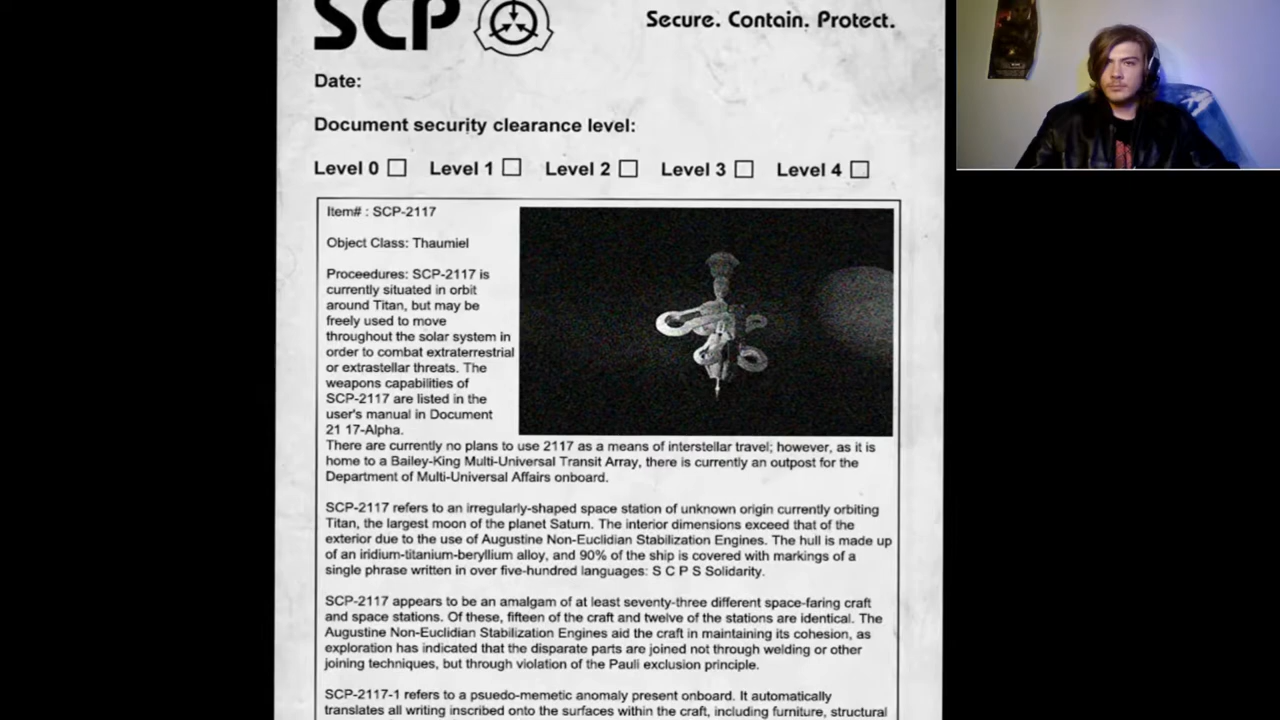 SCP
Secure. Contain. Protect.
Date:
Document security clearance level:
Level 0 Level 1 Level 2 Level 3 Level 4
Item# : SCP-2117
Object Class: Thaumiel
Proceedures: SCP-2117 is
currently situated in orbit
around Titan, but may be
freely used to move
throughout the solar system in
order to combat extraterrestrial
or extrastellar threats. The
weapons capabilities of
SCP-2117 are listed in the
user's manual in Document
21 17-Alpha.
There are currently no plans to use 2117 as a means of interstellar travel; however, as it is
home to a Bailey-King Multi-Universal Transit Array, there is currently an outpost for the
Department of Multi-Universal Affairs onboard.
SCP-2117 refers to an irregularly-shaped space station of unknown origin currently orbiting
Titan, the largest moon of the planet Saturn. The interior dimensions exceed that of the
exterior due to the use of Augustine Non-Euclidian Stabilization Engines. The hull is made up
of an iridium-titanium-beryllium alloy, and 90% of the ship is covered with markings of a
single phrase written in over five-hundred languages: S C P S Solidarity.
SCP-2117 appears to be an amalgam of at least seventy-three different space-faring craft
and space stations. Of these, fifteen of the craft and twelve of the stations are identical. The
Augustine Non-Euclidian Stabilization Engines aid the craft in maintaining its cohesion, as
exploration has indicated that the disparate parts are joined not through welding or other
joining techniques, but through violation of the Pauli exclusion principle.
SCP-2117-1 refers to a psuedo-memetic anomaly present onboard. It automatically
translates all writing inscribed onto the surfaces within the craft, including furniture, structural